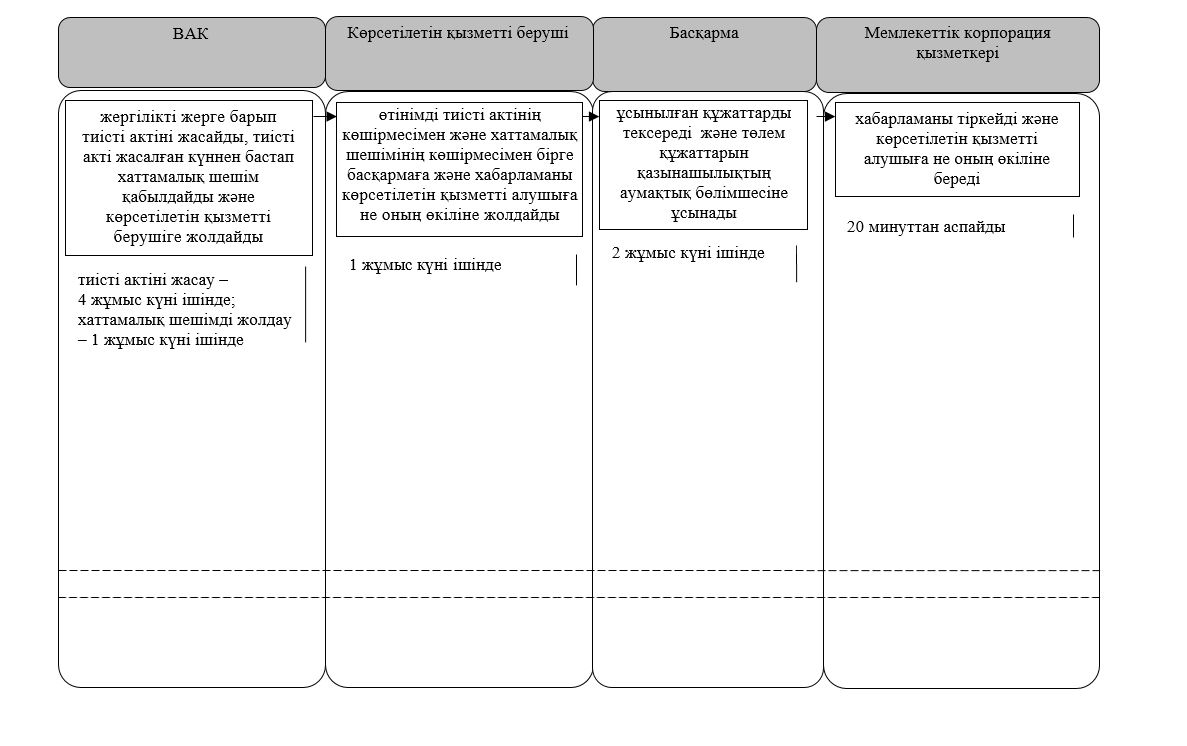 ВАК
Көрсетілетін қызметті беруші
Басқарма
Мемлекеттік корпорация
қызметкері
жергілікті жерге барып
тиісті актіні жасайды, тиісті
акті жасалған күннен бастап
хаттамалық шешім
қабылдайды және
көрсетілетін қызметті
берушіге жолдайды
тиісті актіні жасау –
4 жұмыс күні ішінде;
хаттамалық шешімді жолдау
– 1 жұмыс күні ішінде
өтінімді тиісті актінің
көшірмесімен және хаттамалық
шешімінің көшірмесімен бірге
басқармаға және хабарламаны
көрсетілетін қызметті алушыға
не оның өкіліне жолдайды
1 жұмыс күні ішінде
ұсынылған құжаттарды
тексереді және төлем
құжаттарын
қазынашылықтың
аумақтық бөлімшесіне
ұсынады
2 жұмыс күні ішінде
хабарламаны тіркейді және
көрсетілетін қызметті
алушыға не оның өкіліне
береді
20 минуттан аспайды